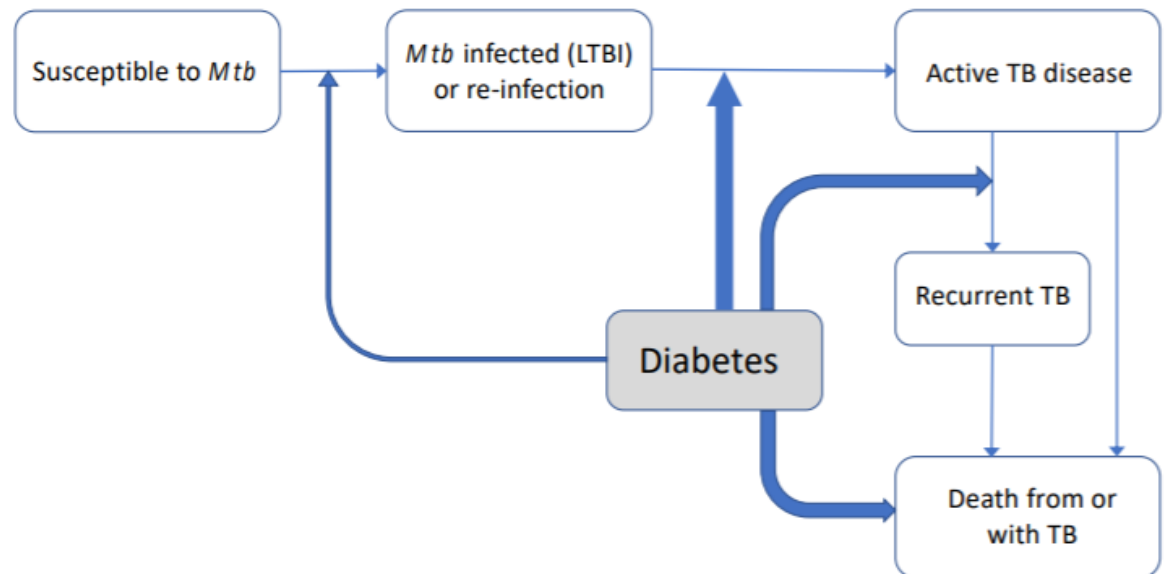 Susceptible to Mtb
Mtb infected (LTBI)
or re-infection
Active TB disease
Recurrent TB
Diabetes
Death from or
with TB